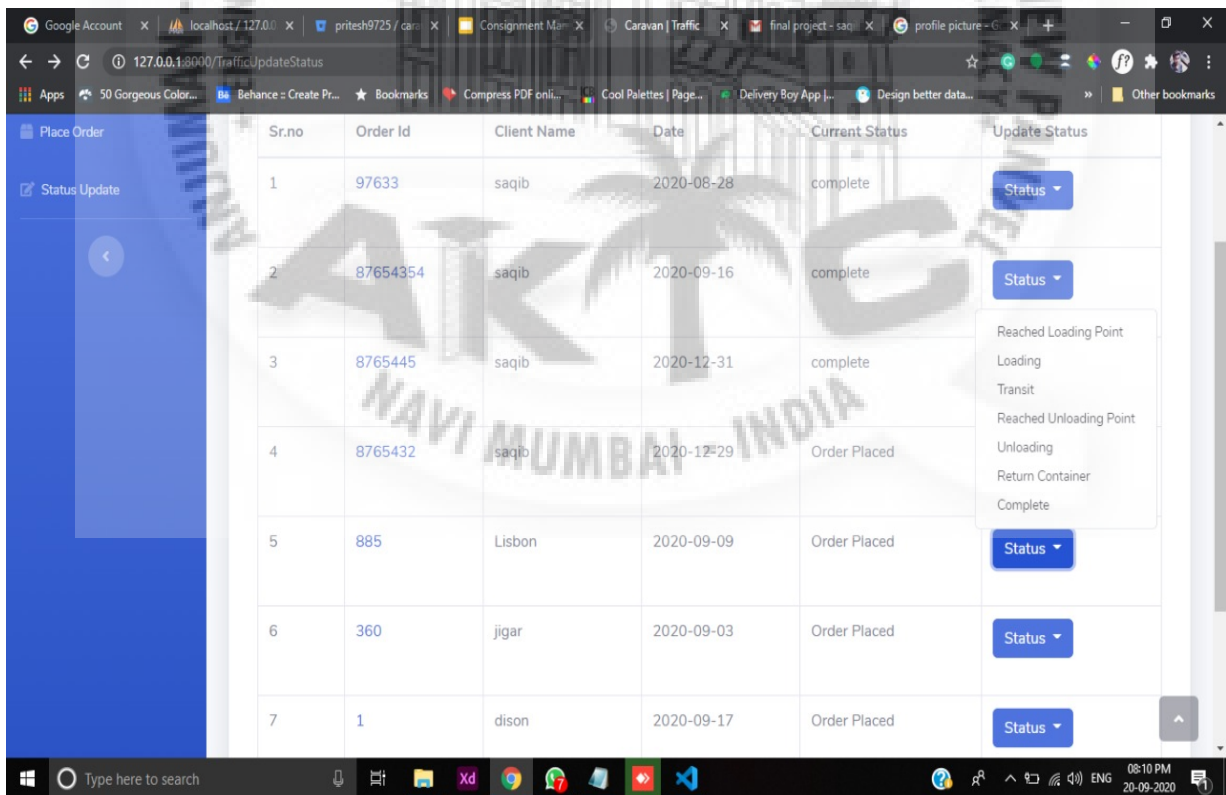 Google Account localhost / 127.0.0 pritesh9725 / cara Consignment Ma Caravan | Traffic final project - saq profile picture - G
127.0.0.1:8000/TrafficUpdateStatus
Apps 50 Gorgeous Color... Behance :: Create Pr... Bookmarks Compress PDF onli... Cool Palettes | Page... Delivery Boy App |... Design better data... » Other bookmarks
Place Order
Status Update
Sr.no Order Id Client Name Date Current Status Update Status
1 97633 saqib 2020-08-28 complete Status
2 87654354 saqib 2020-09-16 complete Status
Reached Loading Point
3 8765445 saqib 2020-12-31 complete Loading
Transit
Reached Unloading Point
4 8765432 saqib 2020-12-29 Order Placed Unloading
Return Container
Complete
5 885 Lisbon 2020-09-09 Order Placed Status
6 360 jigar 2020-09-03 Order Placed Status
7 1 dison 2020-09-17 Order Placed Status
AKTC
NAVI MUMBAI - INDIA
Type here to search ENG 08:10 PM
20-09-2020